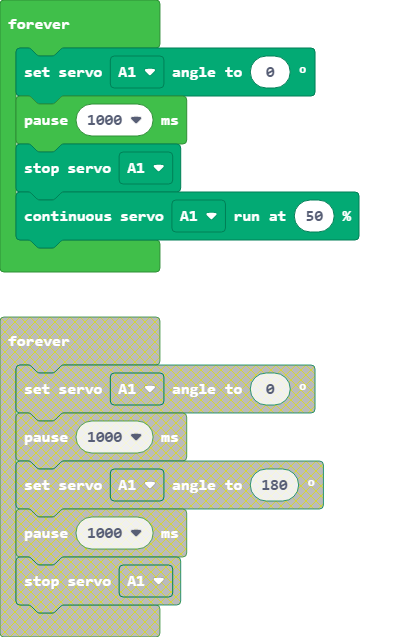 forever
set servo A1 angle to 0 °
pause 1000 ms
stop servo A1
continuous servo A1 run at 50 %
forever
set servo A1 angle to 0 °
pause 1000 ms
set servo A1 angle to 180 °
pause 1000 ms
stop servo A1